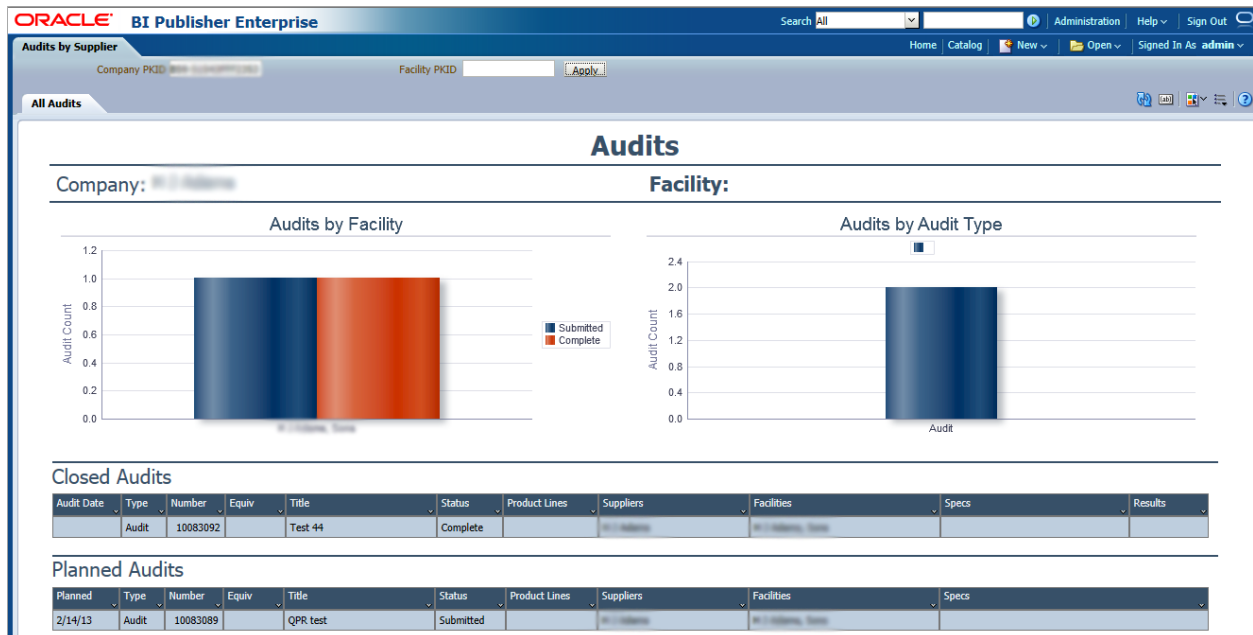 ORACLE BI Publisher Enterprise Search All Administration Help Sign Out
Audits by Supplier Home Catalog New Open Signed In As admin
Company PKID Facility PKID Apply
All Audits
Audits
Company: Facility:
Audits by Facility
1.2
1.0
0.8
0.6
0.4
0.2
0.0
Audit Count
Submitted
Complete
Audits by Audit Type
2.4
2.0
1.6
1.2
0.8
0.4
0.0
Audit Count
Audit
Closed Audits
Audit Date Type Number Equiv Title Status Product Lines Suppliers Facilities Specs Results
Audit 10083092 Test 44 Complete
Planned Audits
Planned Type Number Equiv Title Status Product Lines Suppliers Facilities Specs
2/14/13 Audit 10083089 QPR test Submitted